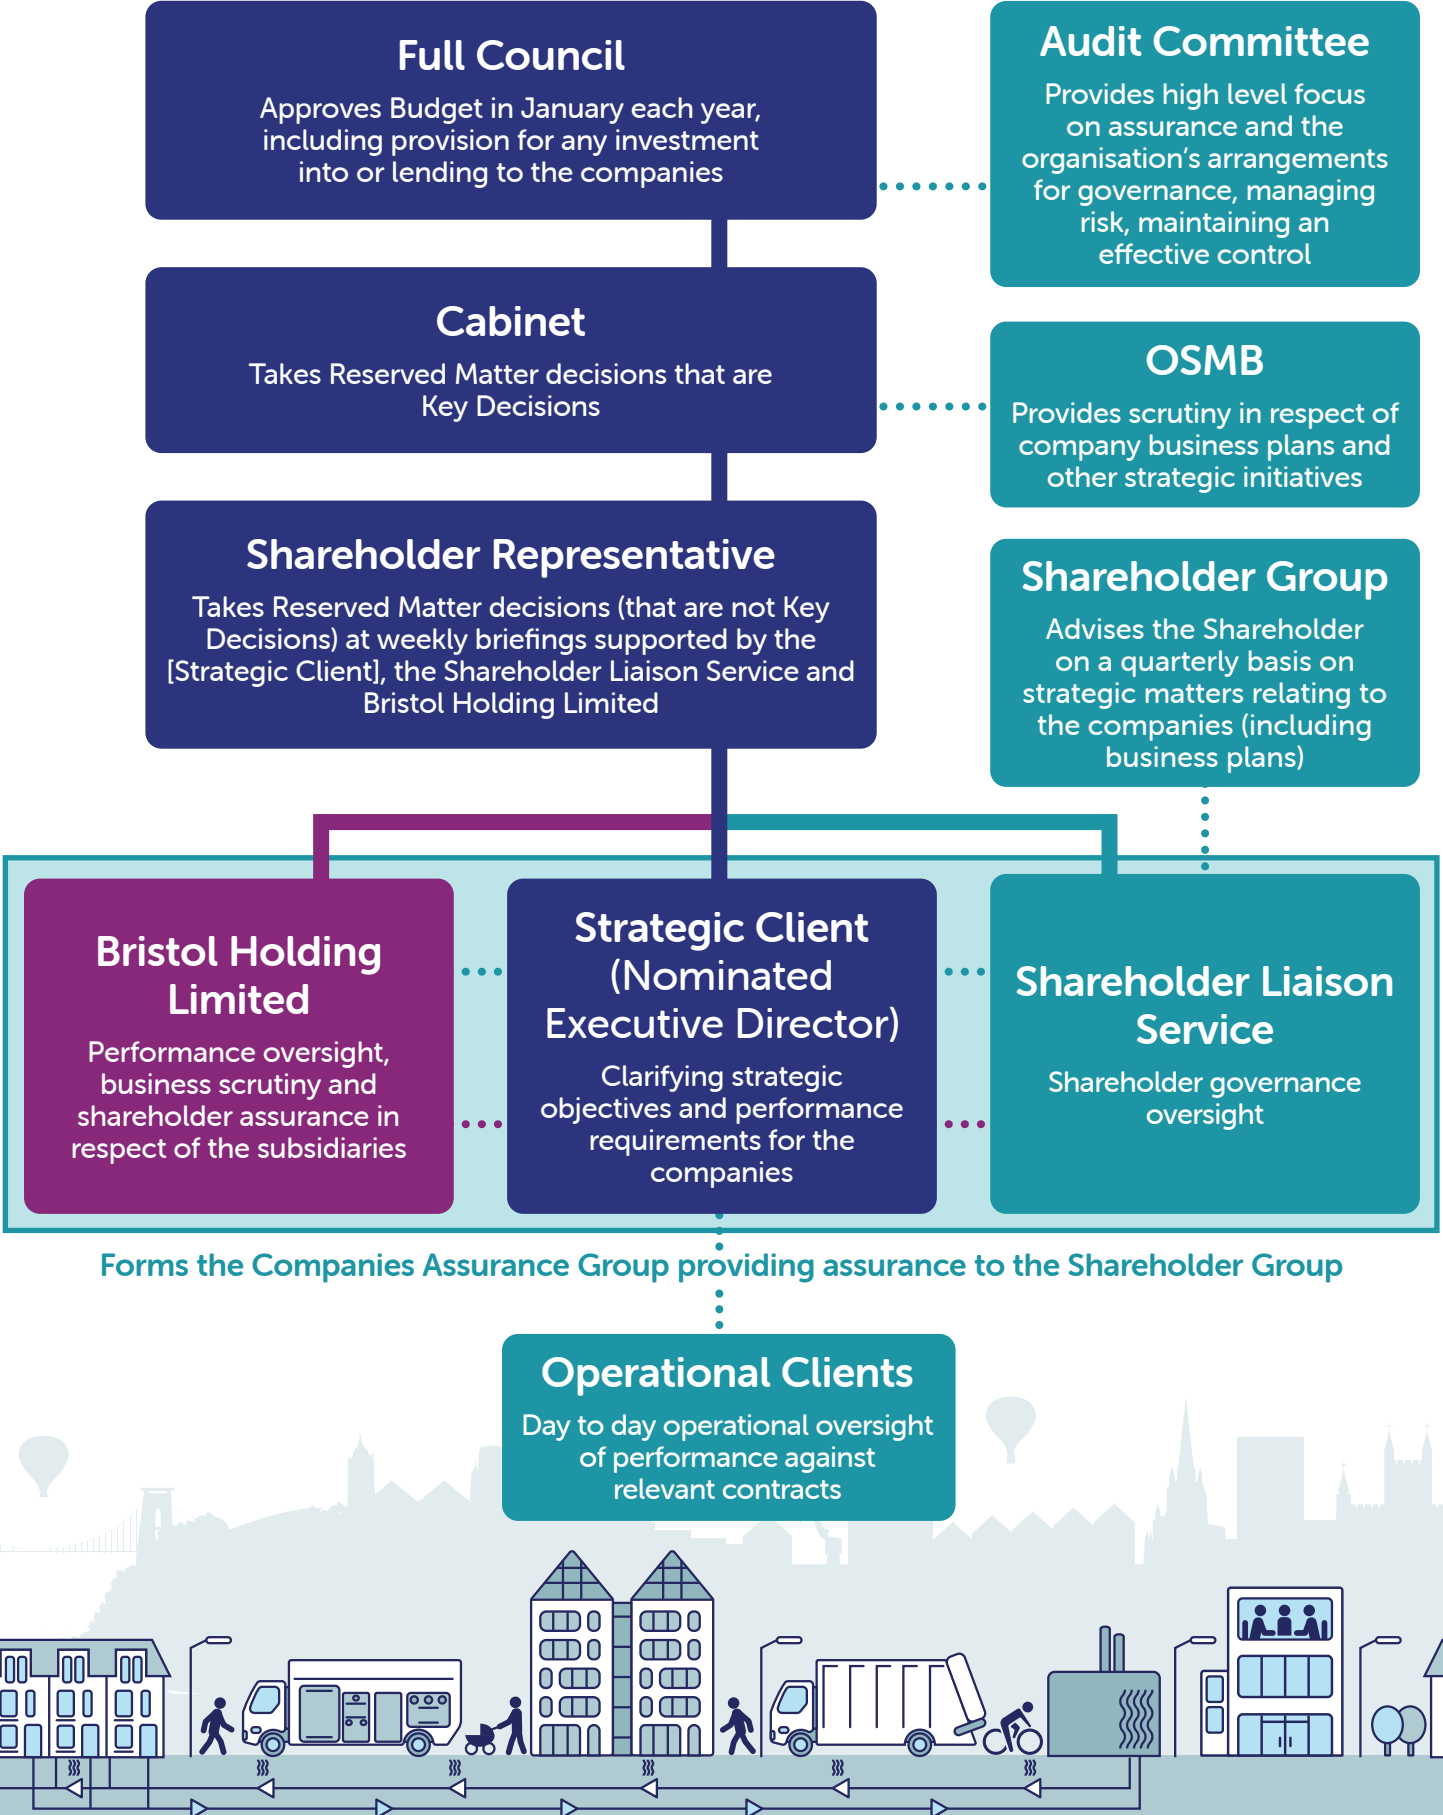 Full Council
Approves Budget in January each year,
including provision for any investment
into or lending to the companies
Audit Committee
Provides high level focus
on assurance and the
organisation’s arrangements
for governance, managing
risk, maintaining an
effective control
Cabinet
Takes Reserved Matter decisions that are
Key Decisions
OSMB
Provides scrutiny in respect of
company business plans and
other strategic initiatives
Shareholder Representative
Takes Reserved Matter decisions (that are not Key
Decisions) at weekly briefings supported by the
[Strategic Client], the Shareholder Liaison Service and
Bristol Holding Limited
Shareholder Group
Advises the Shareholder
on a quarterly basis on
strategic matters relating to
the companies (including
business plans)
Bristol Holding
Limited
Performance oversight,
business scrutiny and
shareholder assurance in
respect of the subsidiaries
Strategic Client
(Nominated
Executive Director)
Clarifying strategic
objectives and performance
requirements for the
companies
Shareholder Liaison
Service
Shareholder governance
oversight
Forms the Companies Assurance Group providing assurance to the Shareholder Group
Operational Clients
Day to day operational oversight
of performance against
relevant contracts